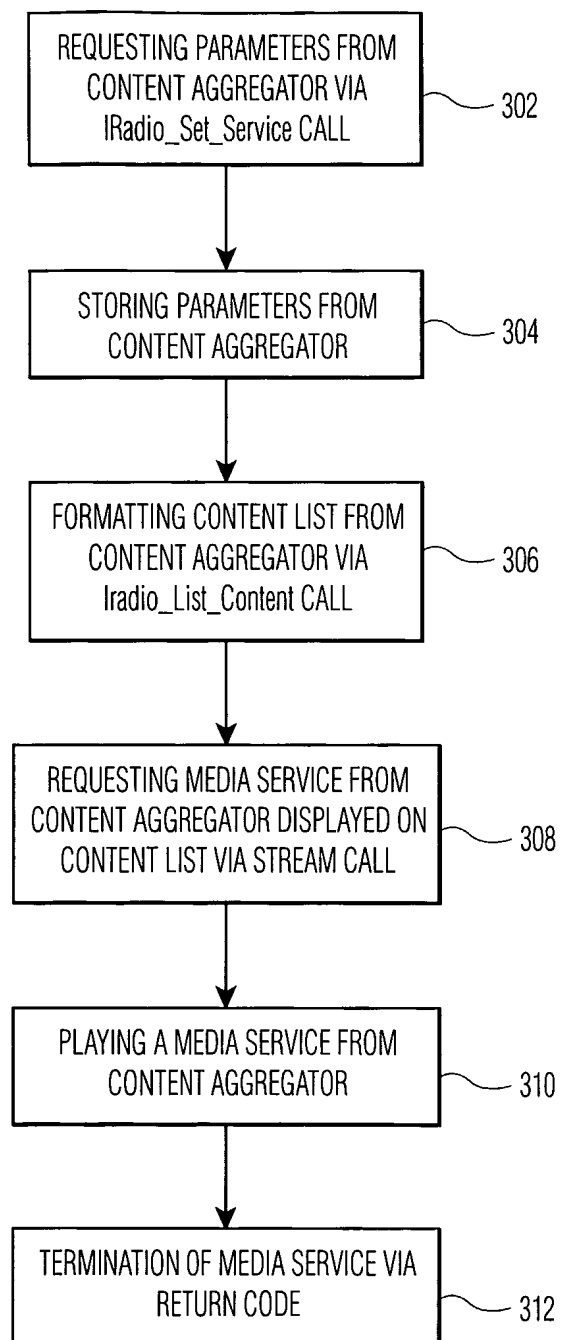 REQUESTING PARAMETERS FROM
CONTENT AGGREGATOR VIA
IRadio_Set_Service CALL
302
STORING PARAMETERS FROM
CONTENT AGGREGATOR
304
FORMATTING CONTENT LIST FROM
CONTENT AGGREGATOR VIA
Iradio_List_Content CALL
306
REQUESTING MEDIA SERVICE FROM
CONTENT AGGREGATOR DISPLAYED ON
CONTENT LIST VIA STREAM CALL
308
PLAYING A MEDIA SERVICE FROM
CONTENT AGGREGATOR
310
TERMINATION OF MEDIA SERVICE VIA
RETURN CODE
312